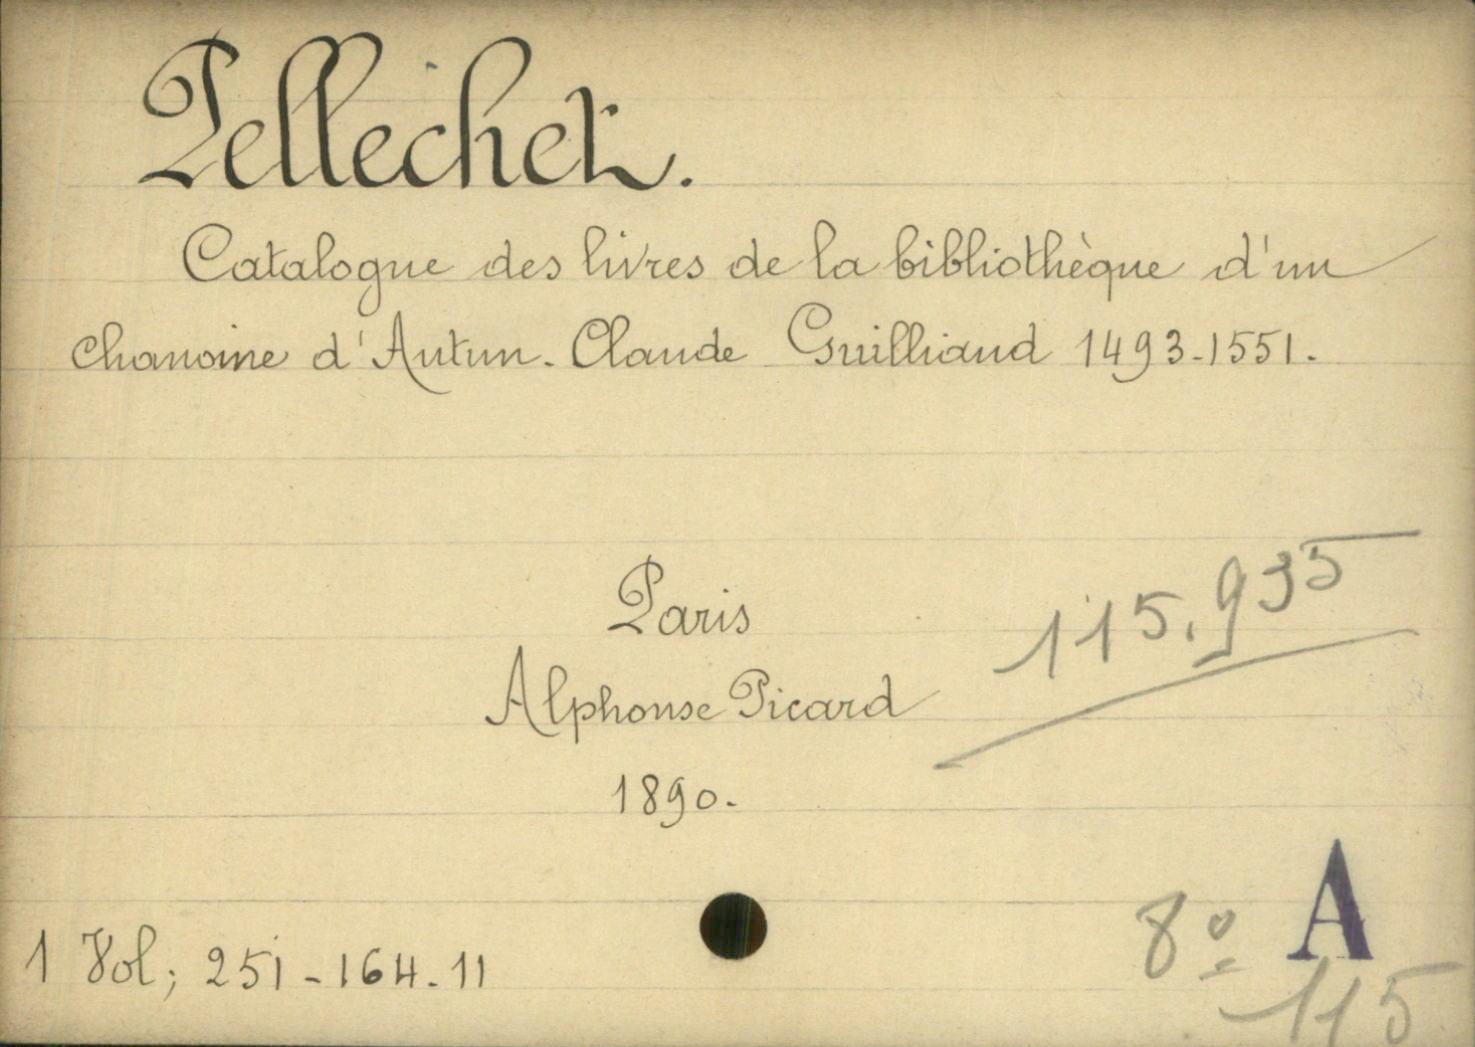 Pellechet.
Catalogue des livres de la bibliothèque d'un
chanoine d'Autun. Claude Guilliaud 1493-1551.
Paris
115.935
Alphonse Picard
1890.
1 Vol; 251-164.11
8º A
115